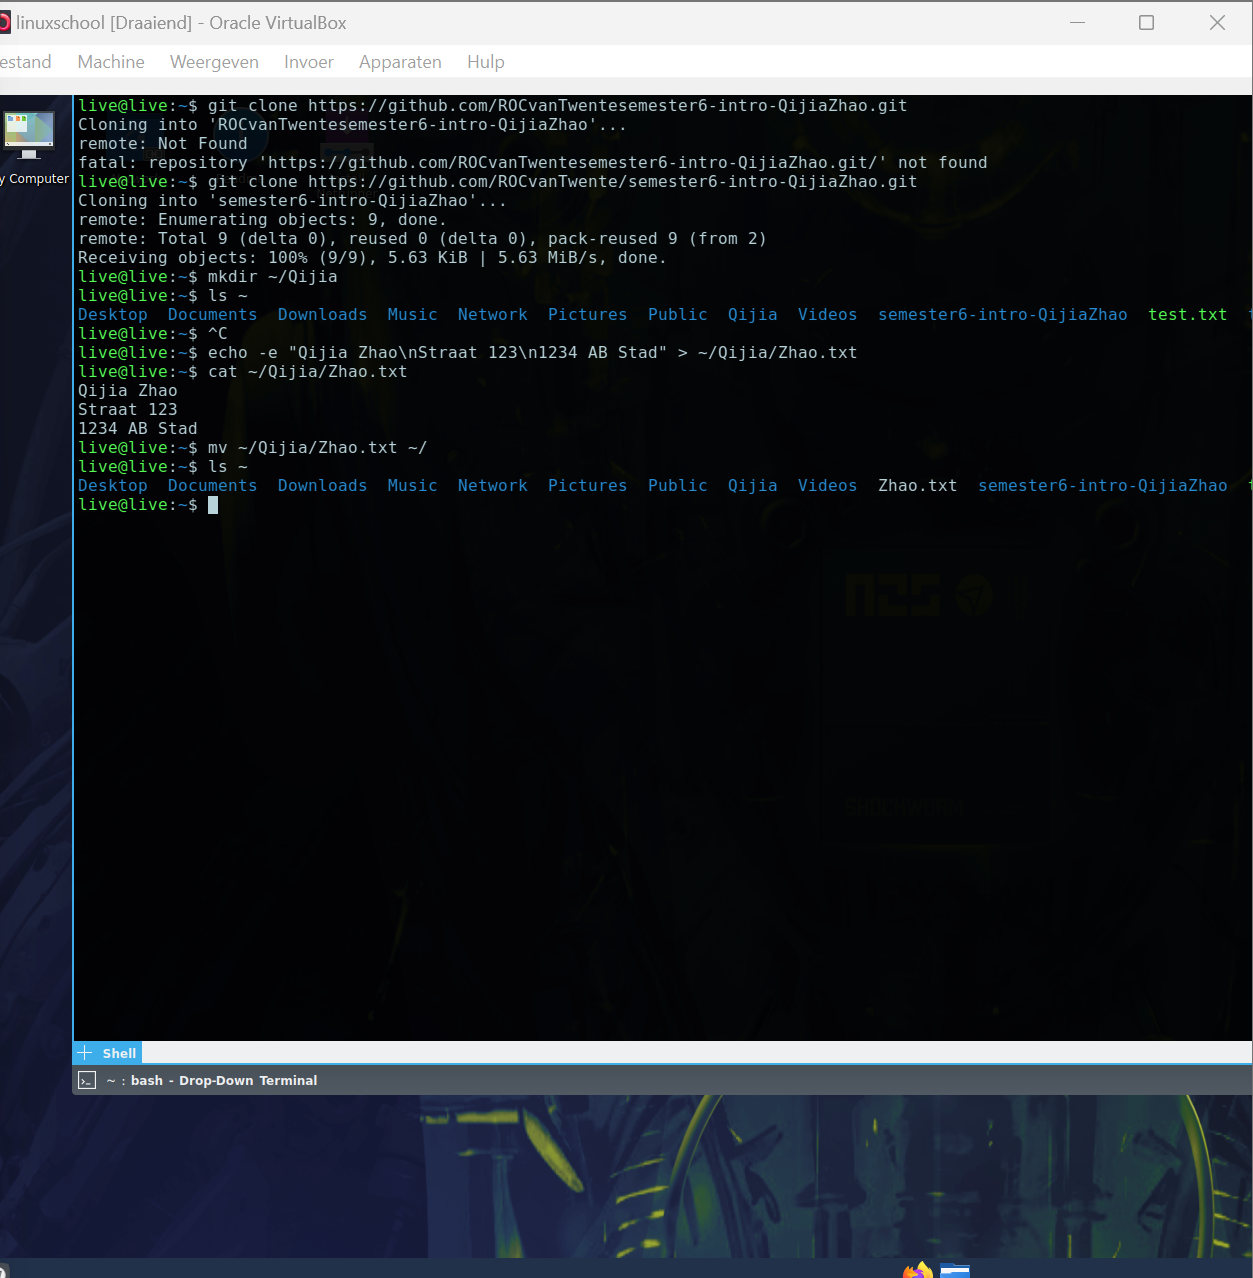 linuxschool [Draaiend] - Oracle VirtualBox
estand Machine Weergeven Invoer Apparaten Hulp
live@live:~$ git clone https://github.com/ROCvanTwentesemester6-intro-QijiaZhao.git
Cloning into 'ROCvanTwentesemester6-intro-QijiaZhao'...
remote: Not Found
fatal: repository 'https://github.com/ROCvanTwentesemester6-intro-QijiaZhao.git/' not found
y Computer
live@live:~$ git clone https://github.com/ROCvanTwente/semester6-intro-QijiaZhao.git
Cloning into 'semester6-intro-QijiaZhao'...
remote: Enumerating objects: 9, done.
remote: Total 9 (delta 0), reused 0 (delta 0), pack-reused 9 (from 2)
Receiving objects: 100% (9/9), 5.63 KiB | 5.63 MiB/s, done.
live@live:~$ mkdir ~/Qijia
live@live:~$ ls ~
Desktop Documents Downloads Music Network Pictures Public Qijia Videos semester6-intro-QijiaZhao test.txt
live@live:~$ ^C
live@live:~$ echo -e "Qijia Zhao\nStraat 123\n1234 AB Stad" > ~/Qijia/Zhao.txt
live@live:~$ cat ~/Qijia/Zhao.txt
Qijia Zhao
Straat 123
1234 AB Stad
live@live:~$ mv ~/Qijia/Zhao.txt ~/
live@live:~$ ls ~
Desktop Documents Downloads Music Network Pictures Public Qijia Videos Zhao.txt semester6-intro-QijiaZhao
live@live:~$
Shell
~ : bash - Drop-Down Terminal